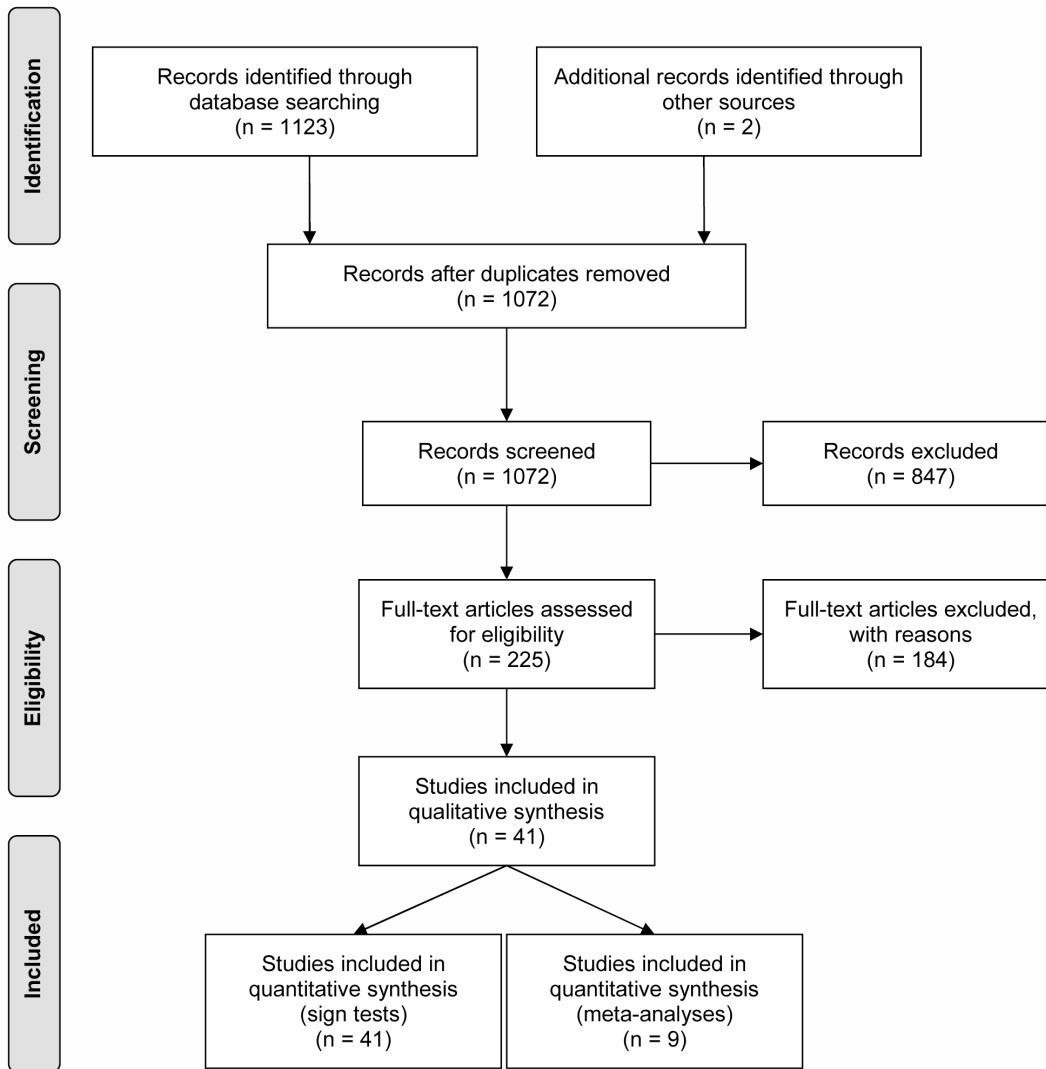 Identification
Records identified through
database searching
(n = 1123)
Additional records identified through
other sources
(n = 2)
Records after duplicates removed
(n = 1072)
Screening
Records screened
(n = 1072)
Records excluded
(n = 847)
Eligibility
Full-text articles assessed
for eligibility
(n = 225)
Full-text articles excluded,
with reasons
(n = 184)
Studies included in
qualitative synthesis
(n = 41)
Included
Studies included in
quantitative synthesis
(sign tests)
(n = 41)
Studies included in
quantitative synthesis
(meta-analyses)
(n = 9)